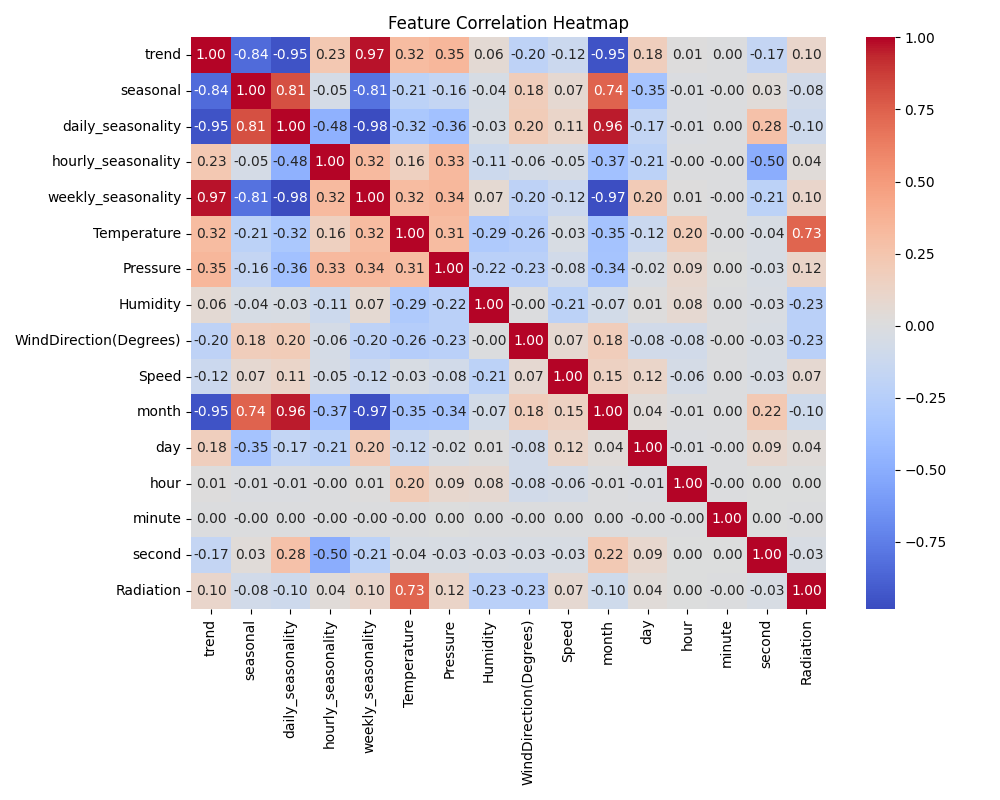 Feature Correlation Heatmap
trend 1.00 -0.84 -0.95 0.23 0.97 0.32 0.35 0.06 -0.20 -0.12 -0.95 0.18 0.01 0.00 -0.17 0.10
seasonal -0.84 1.00 0.81 -0.05 -0.81 -0.21 -0.16 -0.04 0.18 0.07 0.74 -0.35 -0.01 -0.00 0.03 -0.08
daily_seasonality -0.95 0.81 1.00 -0.48 -0.98 -0.32 -0.36 -0.03 0.20 0.11 0.96 -0.17 -0.01 0.00 0.28 -0.10
hourly_seasonality 0.23 -0.05 -0.48 1.00 0.32 0.16 0.33 -0.11 -0.06 -0.05 -0.37 -0.21 -0.00 -0.00 -0.50 0.04
weekly_seasonality 0.97 -0.81 -0.98 0.32 1.00 0.32 0.34 0.07 -0.20 -0.12 -0.97 0.20 0.01 -0.00 -0.21 0.10
Temperature 0.32 -0.21 -0.32 0.16 0.32 1.00 0.31 -0.29 -0.26 -0.03 -0.35 -0.12 0.20 -0.00 -0.04 0.73
Pressure 0.35 -0.16 -0.36 0.33 0.34 0.31 1.00 -0.22 -0.23 -0.08 -0.34 -0.02 0.09 0.00 -0.03 0.12
Humidity 0.06 -0.04 -0.03 -0.11 0.07 -0.29 -0.22 1.00 -0.00 -0.21 -0.07 0.01 0.08 0.00 -0.03 -0.23
WindDirection(Degrees) -0.20 0.18 0.20 -0.06 -0.20 -0.26 -0.23 -0.00 1.00 0.07 0.18 -0.08 -0.08 -0.00 -0.03 -0.23
Speed -0.12 0.07 0.11 -0.05 -0.12 -0.03 -0.08 -0.21 0.07 1.00 0.15 0.12 -0.06 0.00 -0.03 0.07
month -0.95 0.74 0.96 -0.37 -0.97 -0.35 -0.34 -0.07 0.18 0.15 1.00 0.04 -0.01 0.00 0.22 -0.10
day 0.18 -0.35 -0.17 -0.21 0.20 -0.12 -0.02 0.01 -0.08 0.12 0.04 1.00 -0.01 -0.00 0.09 0.04
hour 0.01 -0.01 -0.01 -0.00 0.01 0.20 0.09 0.08 -0.08 -0.06 -0.01 -0.01 1.00 -0.00 0.00 0.00
minute 0.00 -0.00 0.00 -0.00 -0.00 -0.00 0.00 0.00 -0.00 0.00 0.00 -0.00 -0.00 1.00 0.00 -0.00
second -0.17 0.03 0.28 -0.50 -0.21 -0.04 -0.03 -0.03 -0.03 -0.03 0.22 0.09 0.00 0.00 1.00 -0.03
Radiation 0.10 -0.08 -0.10 0.04 0.10 0.73 0.12 -0.23 -0.23 0.07 -0.10 0.04 0.00 -0.00 -0.03 1.00
trend
seasonal
daily_seasonality
hourly_seasonality
weekly_seasonality
Temperature
Pressure
Humidity
WindDirection(Degrees)
Speed
month
day
hour
minute
second
Radiation
1.00
0.75
0.50
0.25
0.00
-0.25
-0.50
-0.75